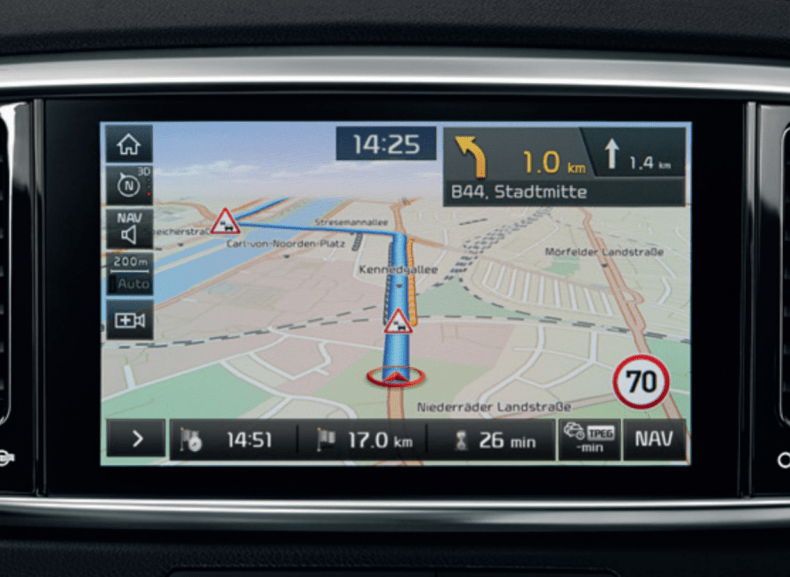 14:25
1.0 km
1.4 km
B44, Stadtmitte
3D
N
NAV
200m
Auto
Speicherstraß
Stresemannallee
Carl-von-Noorden-Platz
Kennedyallee
Mörfelder Landstraße
70
Niederräder Landstraße
14:51
17.0 km
26 min
TPEG
-min
NAV